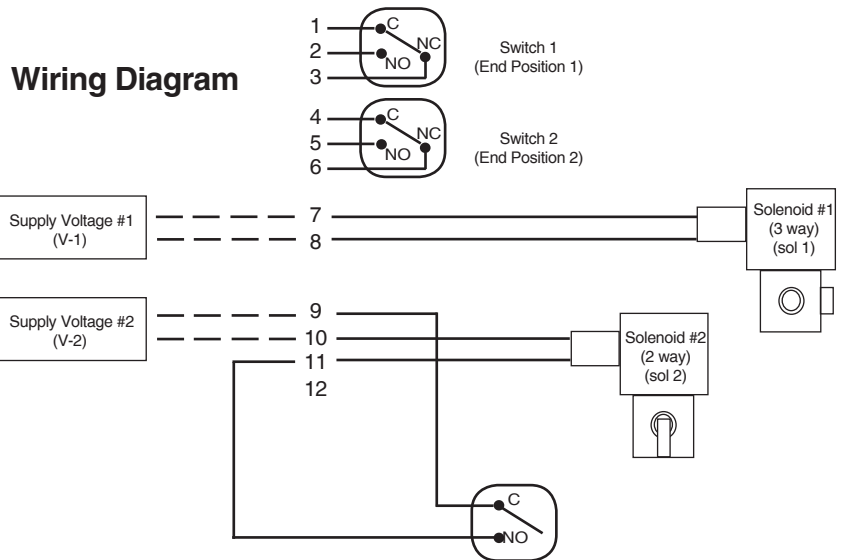 Wiring Diagram
1
2
3
C
NC
NO
Switch 1
(End Position 1)
4
5
6
C
NC
NO
Switch 2
(End Position 2)
Supply Voltage #1
(V-1)
7
8
Solenoid #1
(3 way)
(sol 1)
Supply Voltage #2
(V-2)
9
10
11
12
Solenoid #2
(2 way)
(sol 2)
C
NO